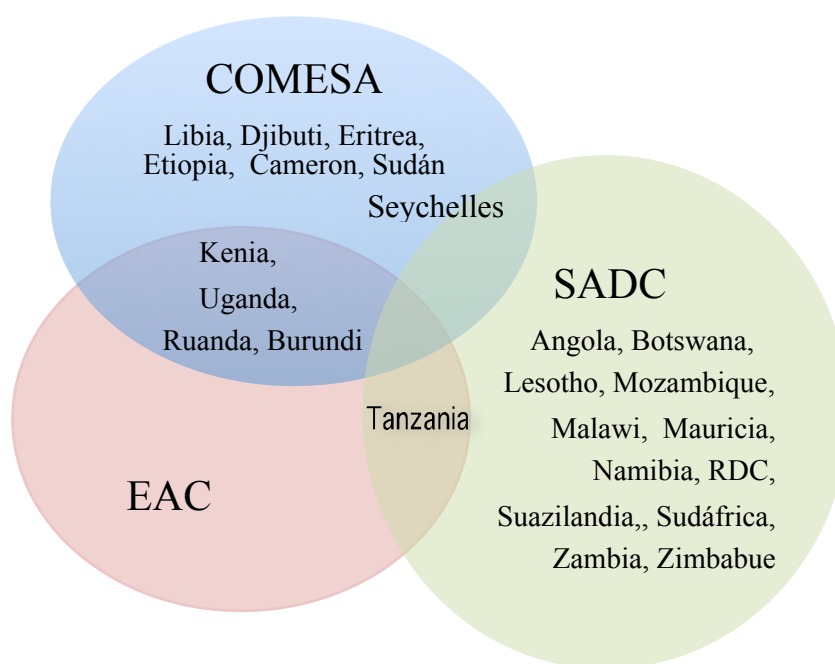 COMESA
Libia, Djibuti, Eritrea,
Etiopia, Cameron, Sudán
Seychelles
Kenia,
Uganda,
Ruanda, Burundi
SADC
Angola, Botswana,
Lesotho, Mozambique,
Malawi, Mauricia,
Namibia, RDC,
Suazilandia,, Sudáfrica,
Zambia, Zimbabue
Tanzania
EAC